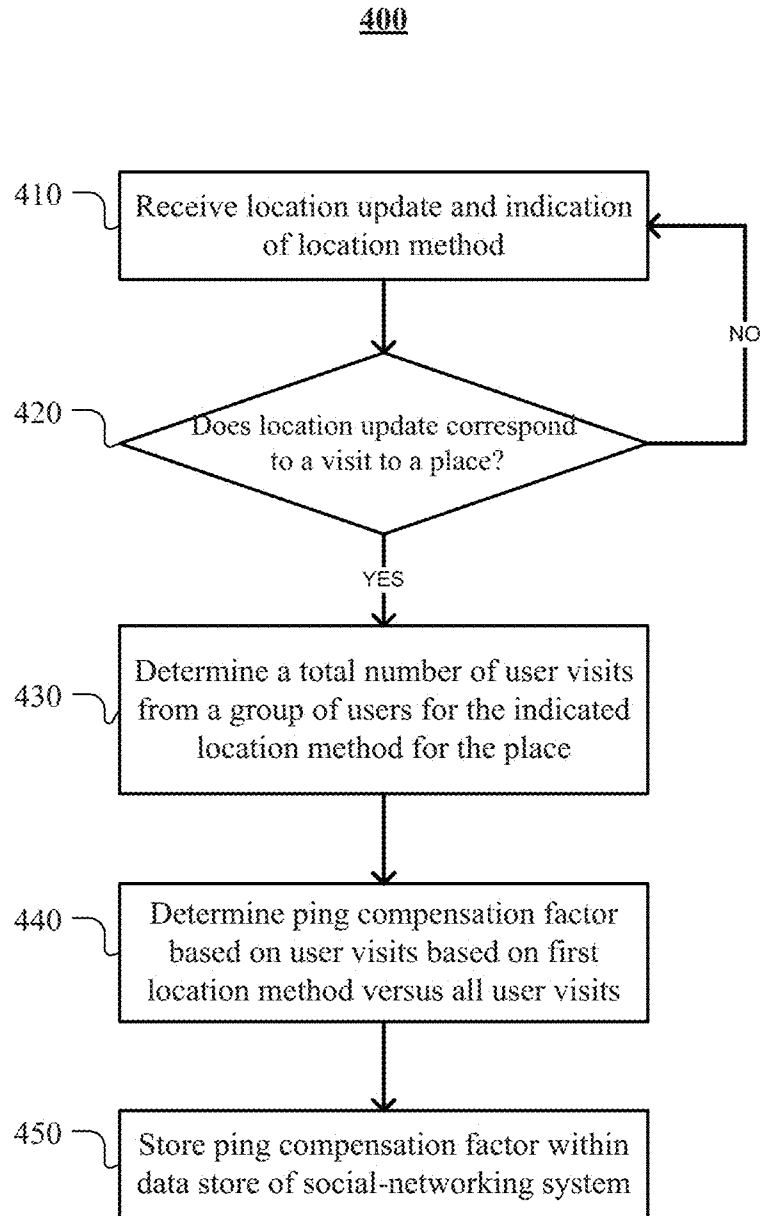 400
410
Receive location update and indication
of location method
NO
420
Does location update correspond
to a visit to a place?
YES
430
Determine a total number of user visits
from a group of users for the indicated
location method for the place
440
Determine ping compensation factor
based on user visits based on first
location method versus all user visits
450
Store ping compensation factor within
data store of social-networking system